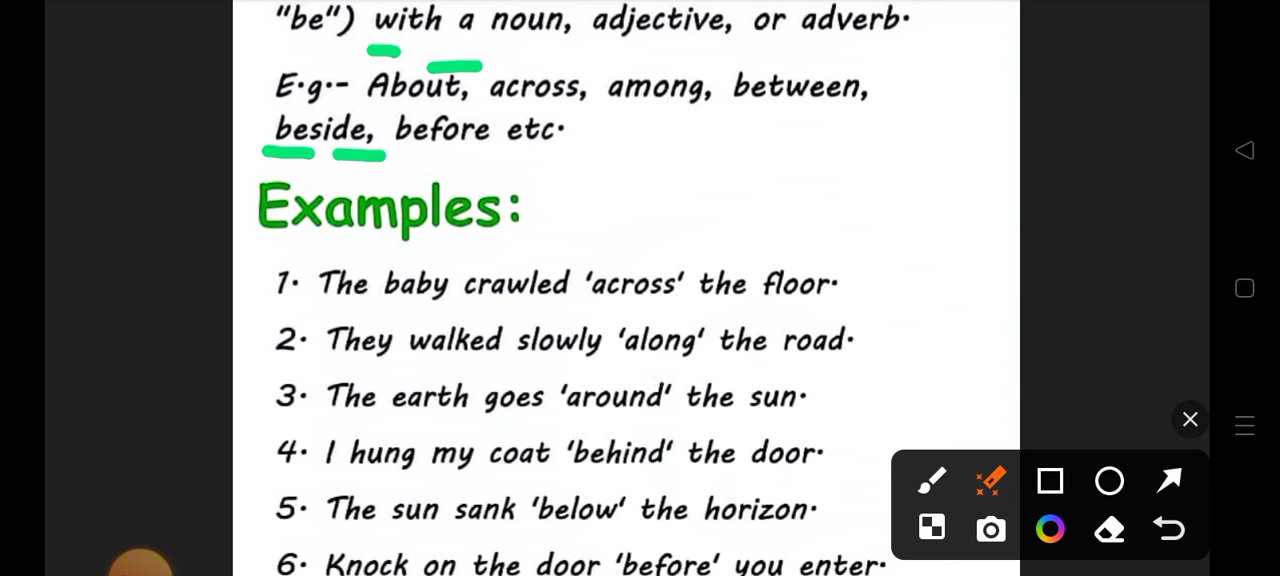 "be") with a noun, adjective, or adverb.
E.g.- About, across, among, between,
beside, before etc.
Examples:
1. The baby crawled 'across' the floor.
2. They walked slowly 'along' the road.
3. The earth goes 'around' the sun.
4. I hung my coat 'behind' the door.
5. The sun sank 'below' the horizon.
6. Knock on the door 'before' you enter.